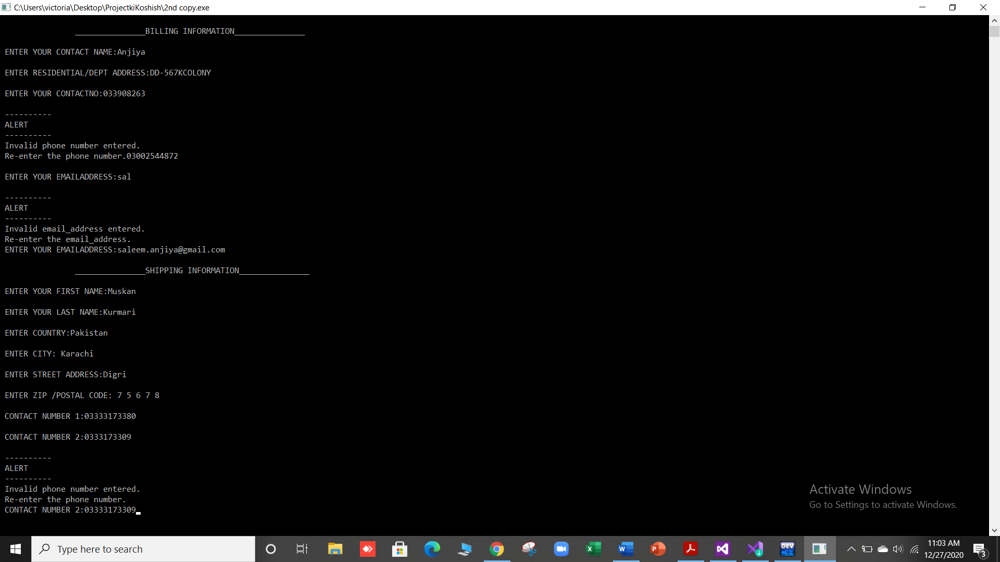 C:\Users\victoria\Desktop\ProjectkiKoshish\2nd copy.exe
_______________BILLING INFORMATION_______________
ENTER YOUR CONTACT NAME:Anjiya
ENTER RESIDENTIAL/DEPT ADDRESS:DD-567KCOLONY
ENTER YOUR CONTACTNO:033908263
----------
ALERT
----------
Invalid phone number entered.
Re-enter the phone number.03002544872
ENTER YOUR EMAILADDRESS:sal
----------
ALERT
----------
Invalid email_address entered.
Re-enter the email_address.
ENTER YOUR EMAILADDRESS:saleem.anjiya@gmail.com
_______________SHIPPING INFORMATION_______________
ENTER YOUR FIRST NAME:Muskan
ENTER YOUR LAST NAME:Kurmari
ENTER COUNTRY:Pakistan
ENTER CITY: Karachi
ENTER STREET ADDRESS:Digri
ENTER ZIP /POSTAL CODE: 7 5 6 7 8
CONTACT NUMBER 1:03333173380
CONTACT NUMBER 2:0333173309
----------
ALERT
----------
Invalid phone number entered.
Re-enter the phone number.
CONTACT NUMBER 2:03333173309
Activate Windows
Go to Settings to activate Windows.
Type here to search
DEV
11:03 AM
12/27/2020
3